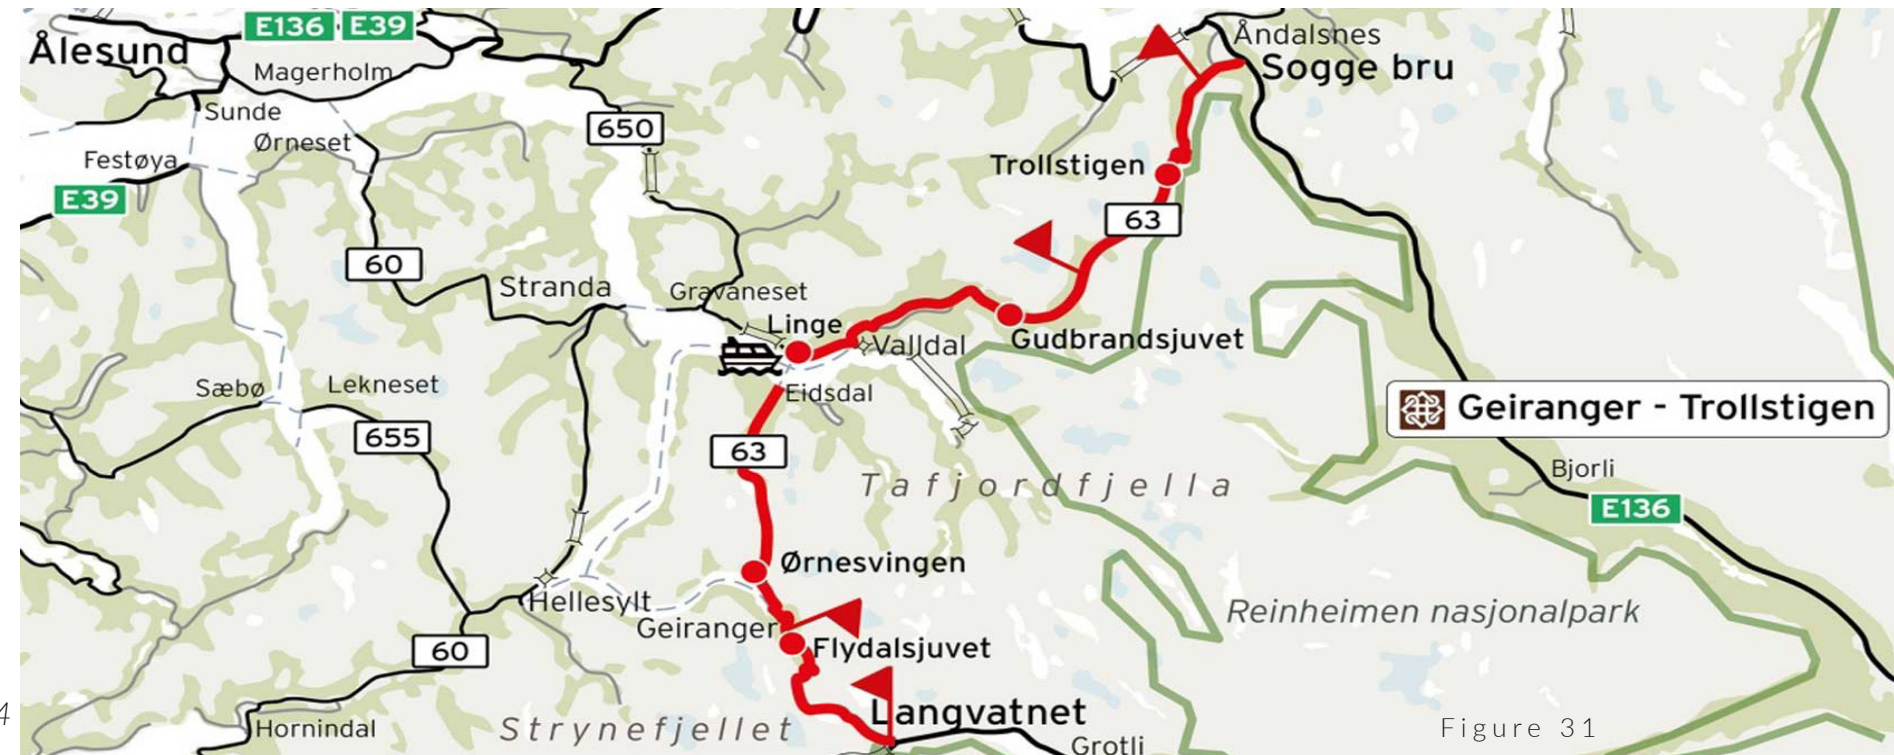 E136
E39
Ålesund
Magerholm
Sunde
Ørneset
Festøya
E39
650
Åndalsnes
Sogge bru
Trollstigen
63
60
Stranda
Gravaneset
Linge
Valldal
Gudbrandsjuvet
Eidsdal
Sæbø
Lekneset
655
63
Geiranger - Trollstigen
Tafjordfjella
Bjorli
E136
Ørnesvingen
Hellesylt
Geiranger
Flydalsjuvet
Reinheimen nasjonalpark
60
Langvatnet
Hornindal
Strynefjellet
Grotli
4
Figure 31